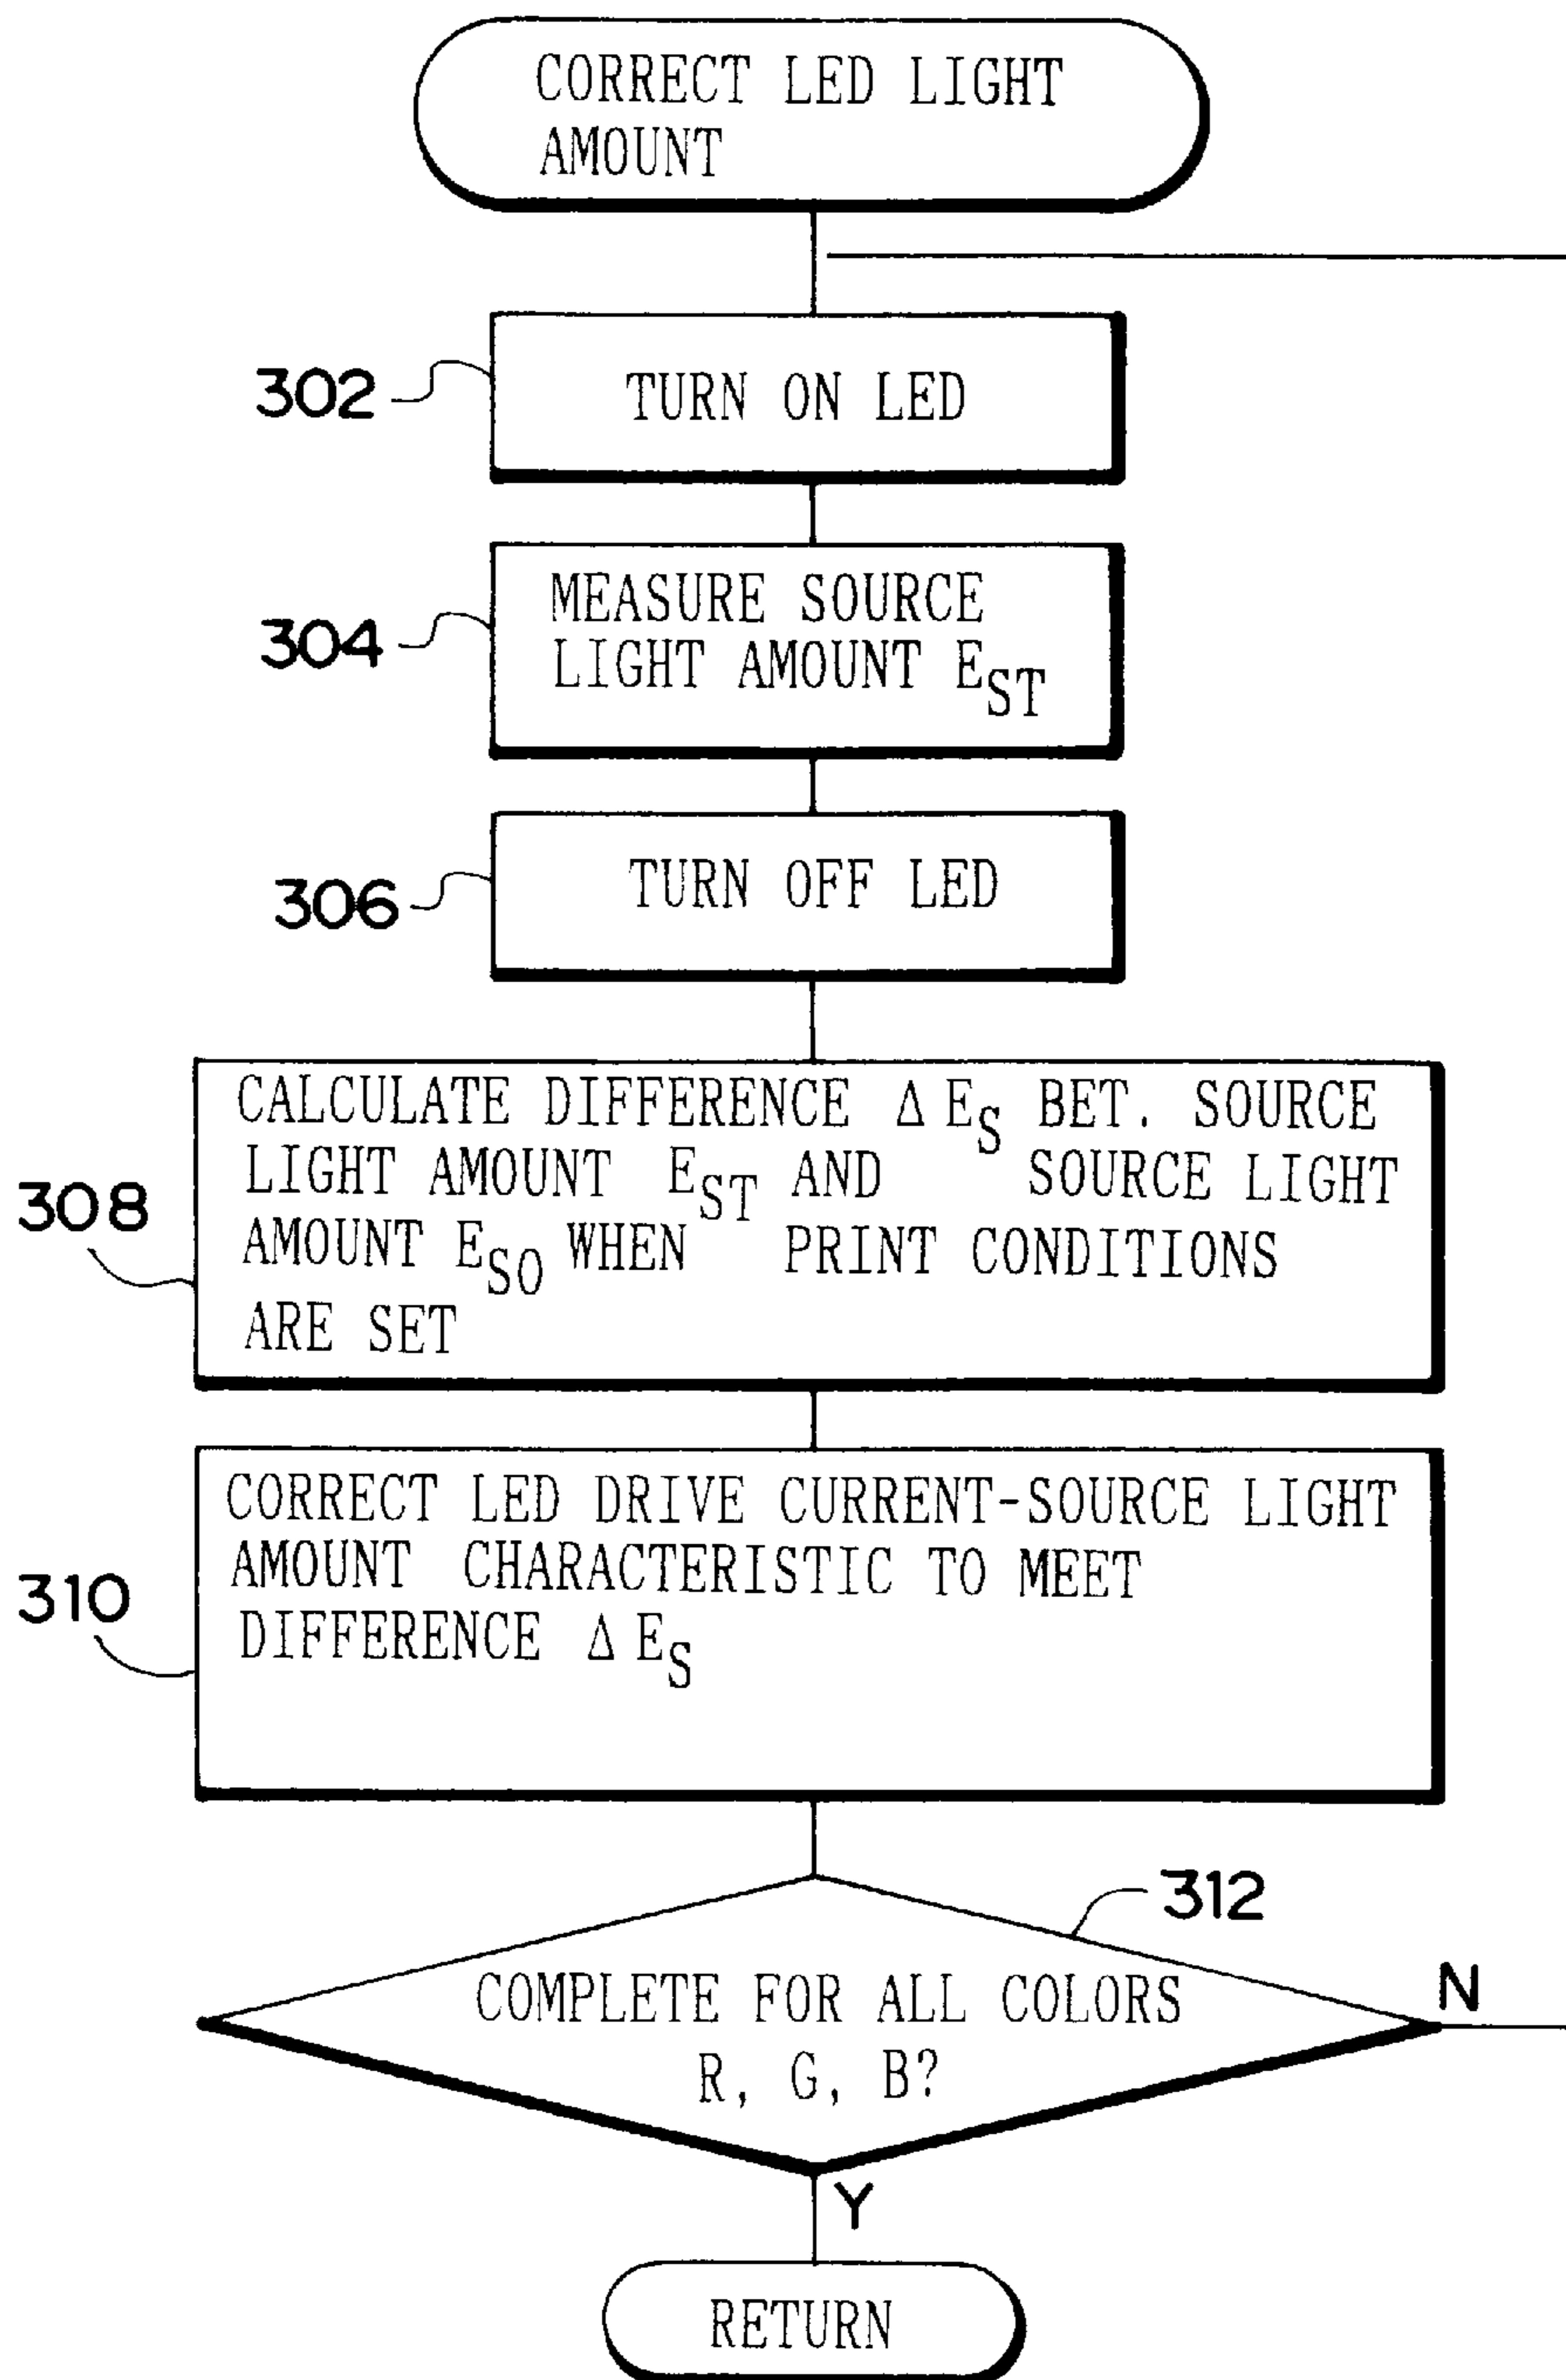 CORRECT LED LIGHT
AMOUNT
302
TURN ON LED
304
MEASURE SOURCE
LIGHT AMOUNT EST
306
TURN OFF LED
308
CALCULATE DIFFERENCE Δ ES BET. SOURCE
LIGHT AMOUNT EST AND SOURCE LIGHT
AMOUNT ESO WHEN PRINT CONDITIONS
ARE SET
310
CORRECT LED DRIVE CURRENT-SOURCE LIGHT
AMOUNT CHARACTERISTIC TO MEET
DIFFERENCE Δ ES
312
COMPLETE FOR ALL COLORS
R, G, B?
N
Y
RETURN